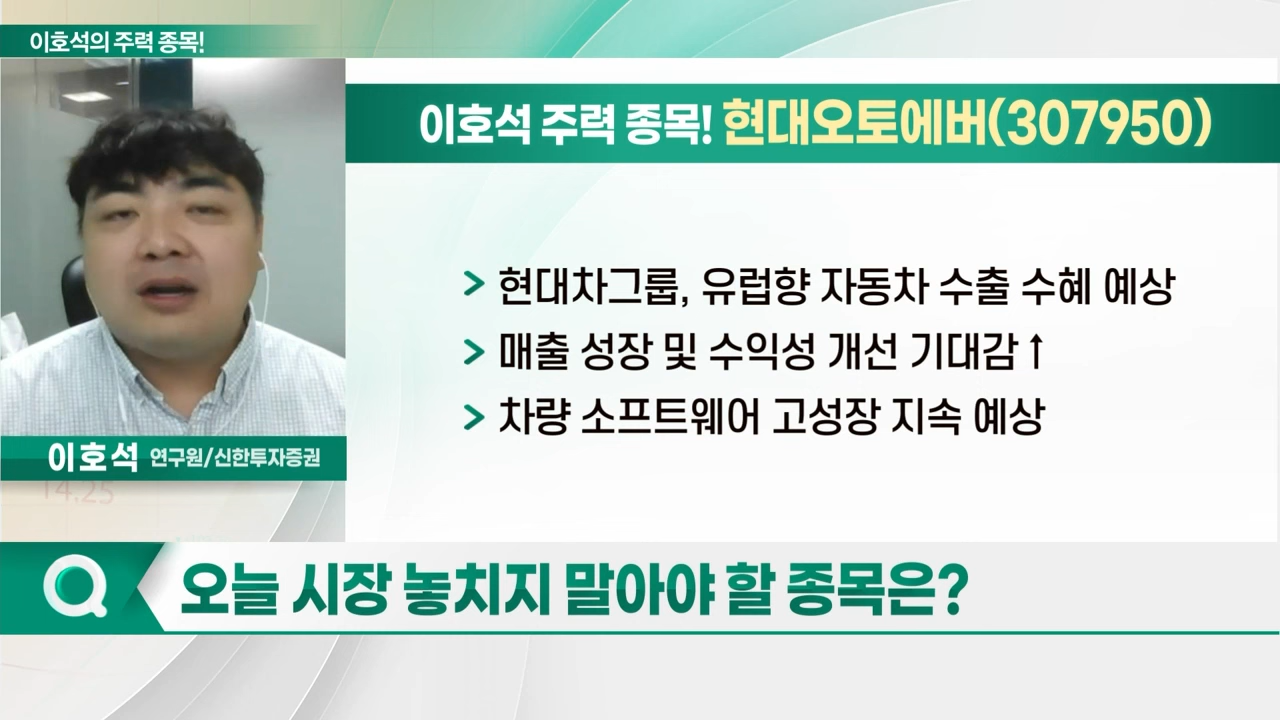 이호석의 주력 종목!
이호석 주력 종목! 현대오토에버(307950)
> 현대차그룹, 유럽향 자동차 수출 수혜 예상
> 매출 성장 및 수익성 개선 기대감↑
> 차량 소프트웨어 고성장 지속 예상
이호석 연구원/신한투자증권
14.25
Q 오늘 시장 놓치지 말아야 할 종목은?